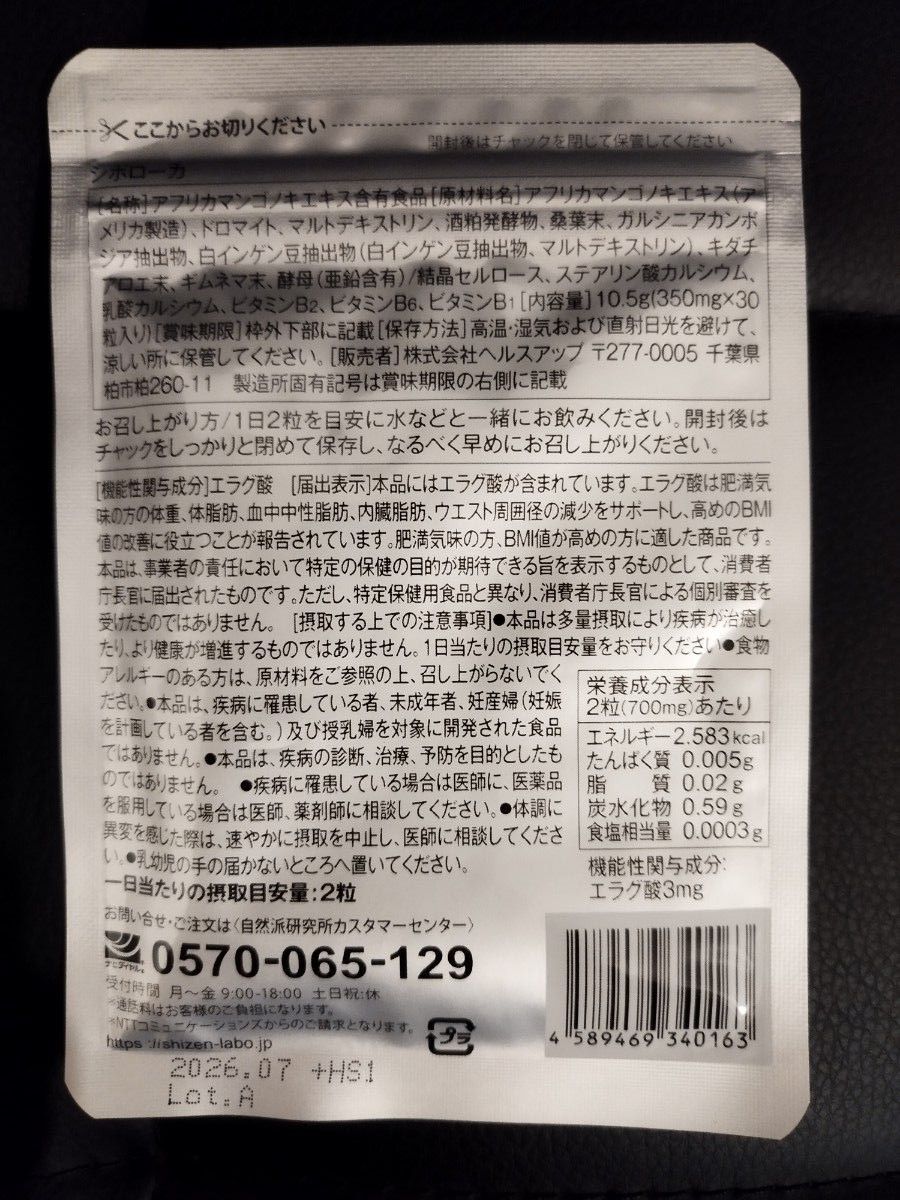 ここからお切りください
開封後はチャックを閉じて保管してください
シボローカ
[名称]アフリカマンゴノキエキス含有食品[原材料名]アフリカマンゴノキエキス(ア
メリカ製造)、ドロマイト、マルトデキストリン、酒粕発酵物、桑葉末、ガルシニアカンボ
ジア抽出物、白インゲン豆抽出物(白インゲン豆抽出物、マルトデキストリン)、キダチ
アロエ末、ギムネマ末、酵母(亜鉛含有)/結晶セルロース、ステアリン酸カルシウム、
乳酸カルシウム、ビタミンB2、ビタミンB6、ビタミンB1[内容量]10.5g(350mg×30
粒入り)[賞味期限]枠外下部に記載[保存方法]高温・湿気および直射日光を避けて、
涼しい所に保管してください。[販売者]株式会社ヘルスアップ 〒277-0005 千葉県
柏市柏260-11 製造所固有記号は賞味期限の右側に記載
お召し上がり方/1日2粒を目安に水などと一緒にお飲みください。開封後は
チャックをしっかりと閉めて保存し、なるべく早めにお召し上がりください。
[機能性関与成分]エラグ酸 [届出表示]本品にはエラグ酸が含まれています。エラグ酸は肥満気
味の方の体重、体脂肪、血中中性脂肪、内臓脂肪、ウエスト周囲径の減少をサポートし、高めのBMI
値の改善に役立つことが報告されています。肥満気味の方、BMI値が高めの方に適した商品です。
本品は、事業者の責任において特定の保健の目的が期待できる旨を表示するものとして、消費者
庁長官に届出されたものです。ただし、特定保健用食品と異なり、消費者庁長官による個別審査を
受けたものではありません。 [摂取する上での注意事項]●本品は多量摂取により疾病が治癒し
たり、より健康が増進するものではありません。1日当たりの摂取目安量をお守りください●食物
アレルギーのある方は、原材料をご参照の上、召し上がらないでく
ださい。●本品は、疾病に罹患している者、未成年者、妊産婦(妊娠
を計画している者を含む。)及び授乳婦を対象に開発された食品
ではありません。●本品は、疾病の診断、治療、予防を目的としたも
のではありません。 ●疾病に罹患している場合は医師に、医薬品
を服用している場合は医師、薬剤師に相談してください。●体調に
異変を感じた際は、速やかに摂取を中止し、医師に相談してくださ
い。●乳幼児の手の届かないところへ置いてください。
一日当たりの摂取目安量:2粒
栄養成分表示
2粒(700mg)あたり
エネルギー 2.583kcal
たんぱく質 0.005g
脂 質 0.02g
炭水化物 0.59g
食塩相当量 0.0003g
機能性関与成分:
エラグ酸3mg
お問い合せ・ご注文は〈自然派研究所カスタマーセンター〉
ナビダイヤル 0570-065-129
受付時間 月〜金 9:00-18:00 土日祝:休
*通話料はお客様のご負担になります。
*NTTコミュニケーションズからのご請求となります。
https://shizen-labo.jp
プラ
4 589469 340163
2026.07 +HS1
Lot.A